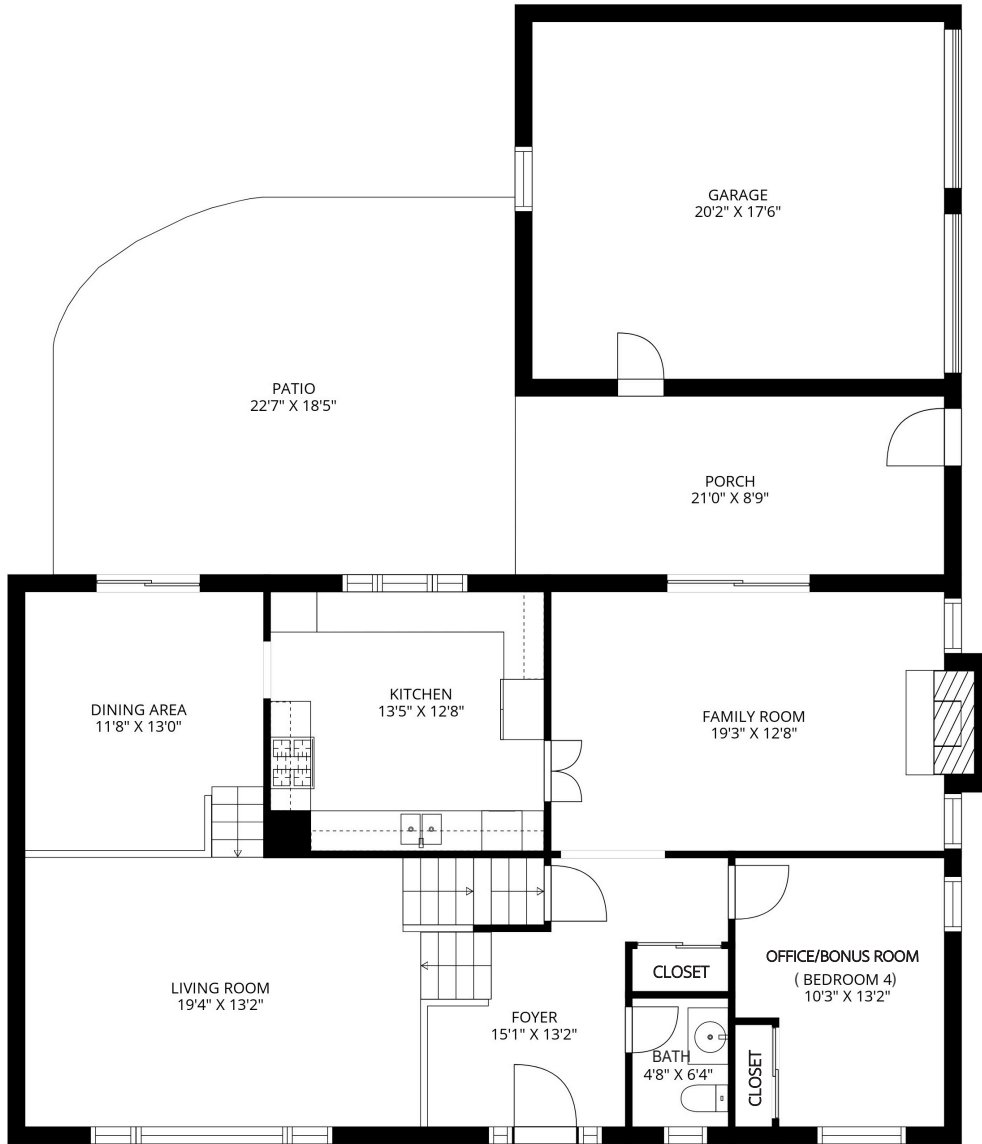 GARAGE
20'2" X 17'6"
PATIO
22'7" X 18'5"
PORCH
21'0" X 8'9"
DINING AREA
11'8" X 13'0"
KITCHEN
13'5" X 12'8"
FAMILY ROOM
19'3" X 12'8"
LIVING ROOM
19'4" X 13'2"
FOYER
15'1" X 13'2"
CLOSET
BATH
4'8" X 6'4"
OFFICE/BONUS ROOM
( BEDROOM 4)
10'3" X 13'2"
CLOSET